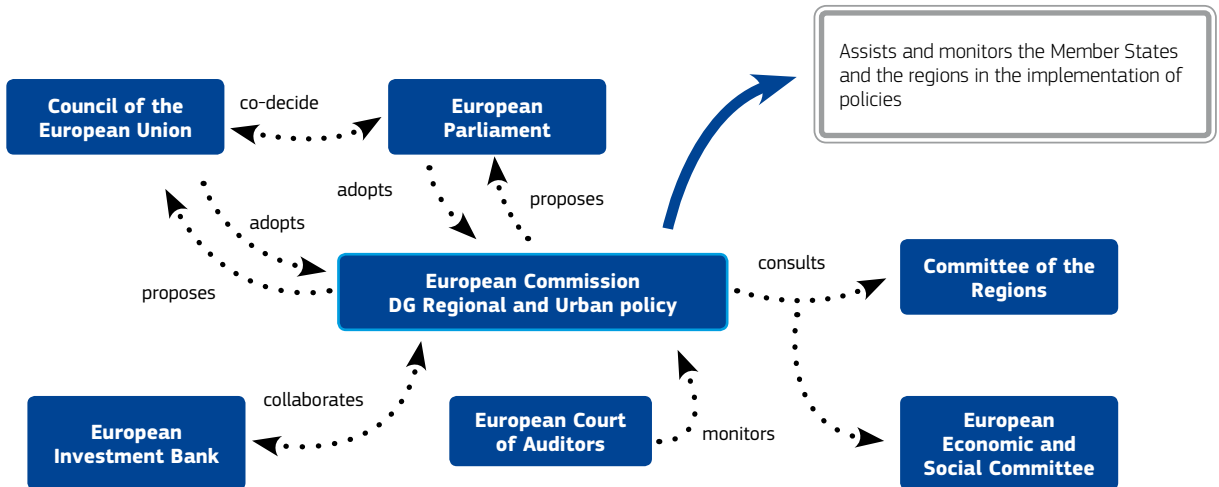 Assists and monitors the Member States
and the regions in the implementation of
policies
Council of the
European Union
co-decide
European
Parliament
adopts
proposes
adopts
proposes
European Commission
DG Regional and Urban policy
consults
Committee of the
Regions
collaborates
European
Investment Bank
European Court
of Auditors
monitors
European
Economic and
Social Committee